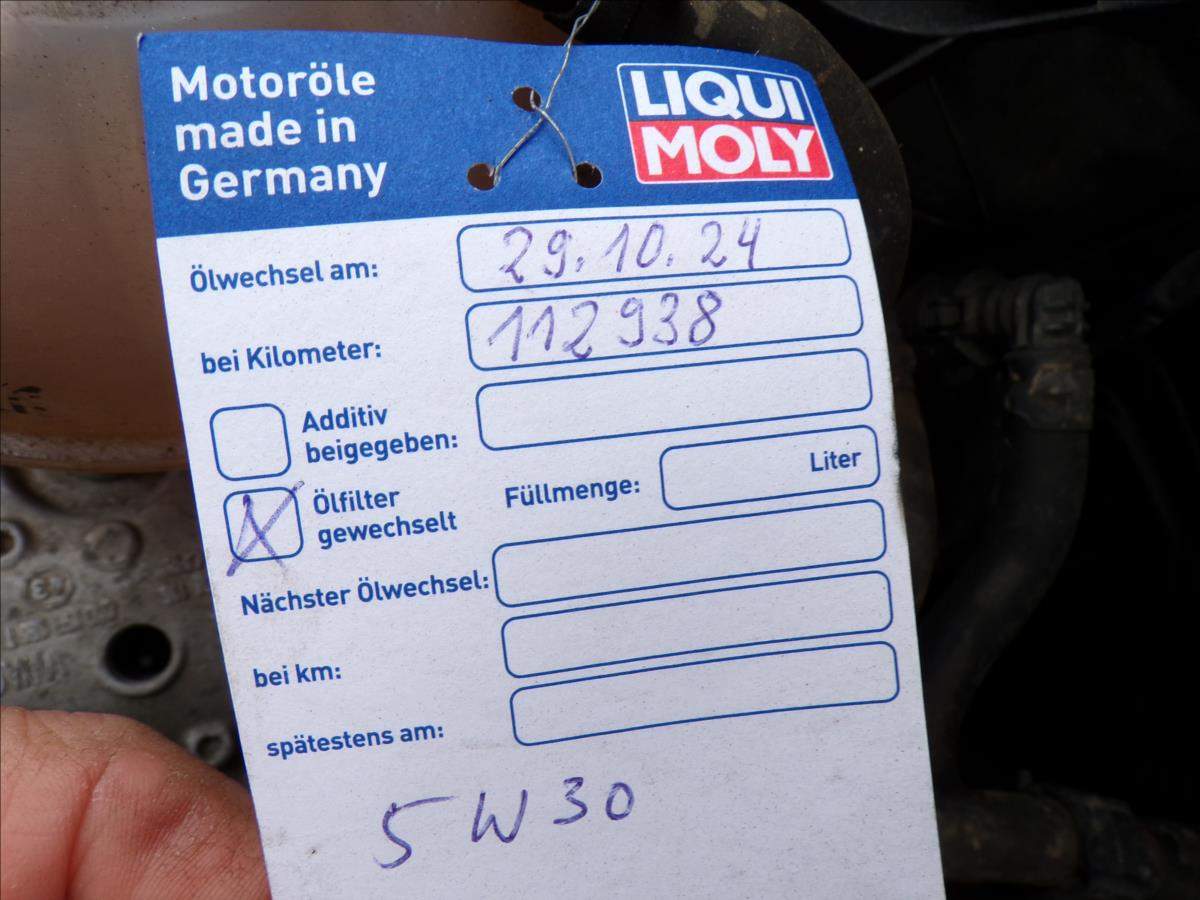 Motoröle
made in
Germany
LIQUI
MOLY
Ölwechsel am: 29.10.24
bei Kilometer: 112938
Additiv
beigegeben:
Ölfilter
gewechselt
Füllmenge: Liter
Nächster Ölwechsel:
bei km:
spätestens am:
5W30